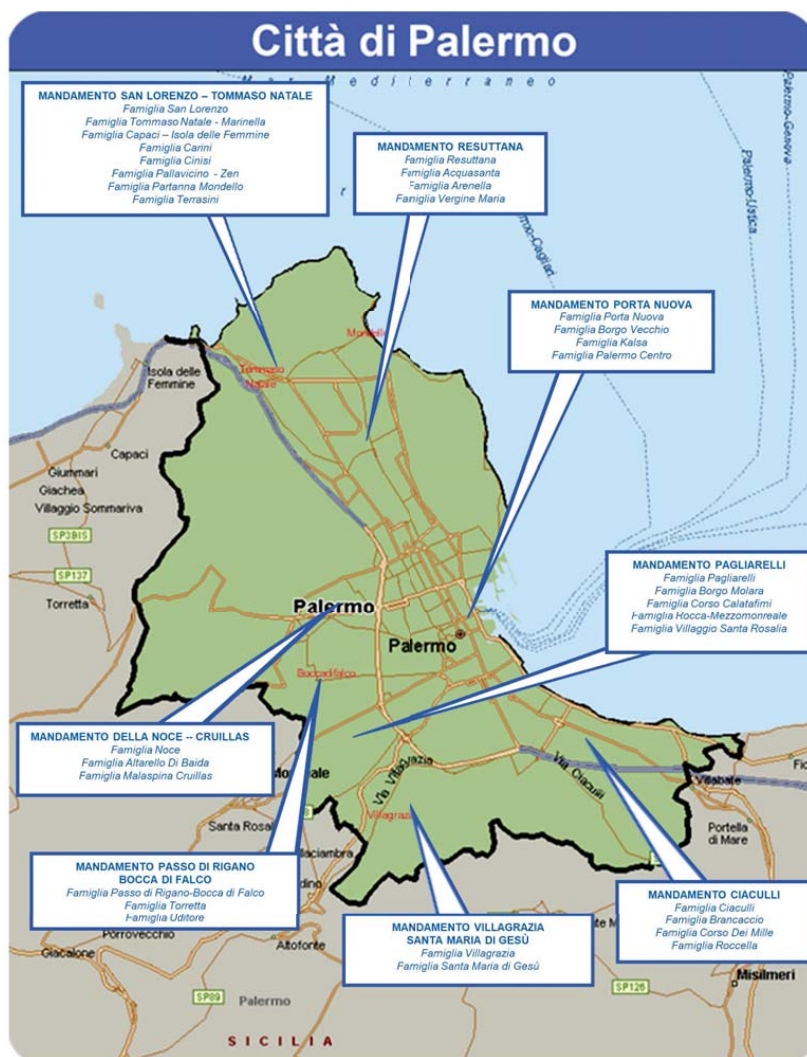 Città di Palermo
Mar Mediterraneo
MANDAMENTO SAN LORENZO – TOMMASO NATALE
Famiglia San Lorenzo
Famiglia Tommaso Natale - Marinella
Famiglia Capaci – Isola delle Femmine
Famiglia Carini
Famiglia Cinisi
Famiglia Pallavicino - Zen
Famiglia Partanna Mondello
Famiglia Terrasini
MANDAMENTO RESUTTANA
Famiglia Resuttana
Famiglia Acquasanta
Famiglia Arenella
Famiglia Vergine Maria
Palermo-Genova
Palermo-Ustica
rmo-Cagliari
MANDAMENTO PORTA NUOVA
Famiglia Porta Nuova
Famiglia Borgo Vecchio
Famiglia Kalsa
Famiglia Palermo Centro
Mondello
Tommaso
Natale
Isola delle
Femmine
Capaci
Giummari
Giachea
Villaggio Sommariva
SP3BIS
SP137
Torretta
Palermo
Palermo
Boccadifalco
MANDAMENTO PAGLIARELLI
Famiglia Pagliarelli
Famiglia Borgo Molara
Famiglia Corso Calatafimi
Famiglia Rocca-Mezzomonreale
Famiglia Villaggio Santa Rosalia
MANDAMENTO DELLA NOCE -- CRUILLAS
Famiglia Noce
Famiglia Altarello Di Baida
Famiglia Malaspina Cruillas
Via Villagrazia
Via Ciaculli
Villabate
Portella
di Mare
Santa Rosal
Villagrazi
MANDAMENTO PASSO DI RIGANO
BOCCA DI FALCO
Famiglia Passo di Rigano-Bocca di Falco
Famiglia Torretta
Famiglia Uditore
MANDAMENTO VILLAGRAZIA
SANTA MARIA DI GESÙ
Famiglia Villagrazia
Famiglia Santa Maria di Gesù
MANDAMENTO CIACULLI
Famiglia Ciaculli
Famiglia Brancaccio
Famiglia Corso Dei Mille
Famiglia Roccella
Porrovecchio
Giacalone
Altofonte
Misilmeri
SP89
Palermo
SP126
SICILIA